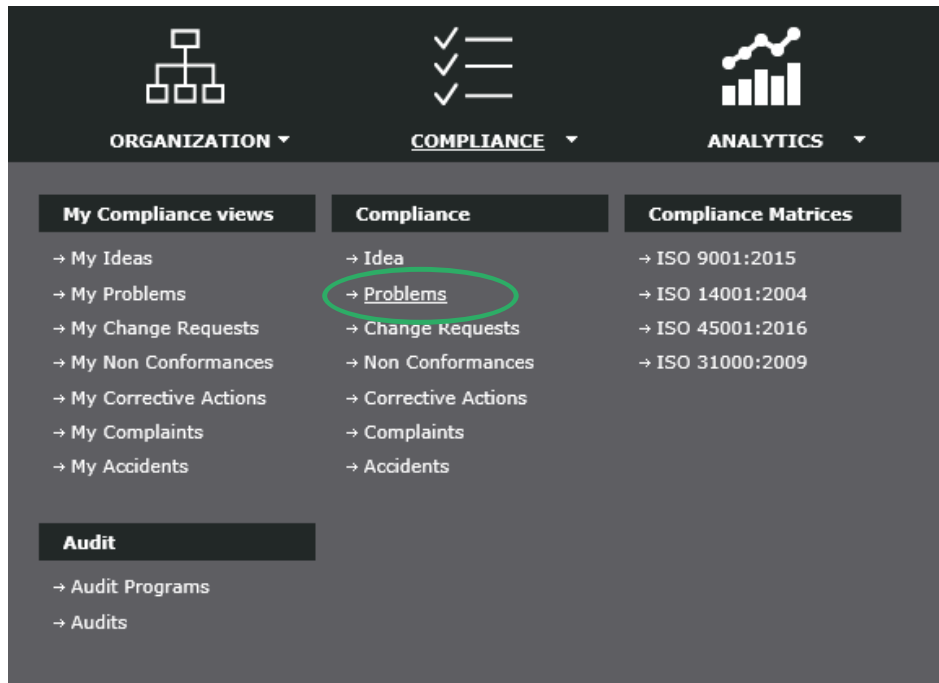 ORGANIZATION
COMPLIANCE
ANALYTICS
My Compliance views
→ My Ideas
→ My Problems
→ My Change Requests
→ My Non Conformances
→ My Corrective Actions
→ My Complaints
→ My Accidents
Compliance
→ Idea
→ Problems
→ Change Requests
→ Non Conformances
→ Corrective Actions
→ Complaints
→ Accidents
Compliance Matrices
→ ISO 9001:2015
→ ISO 14001:2004
→ ISO 45001:2016
→ ISO 31000:2009
Audit
→ Audit Programs
→ Audits